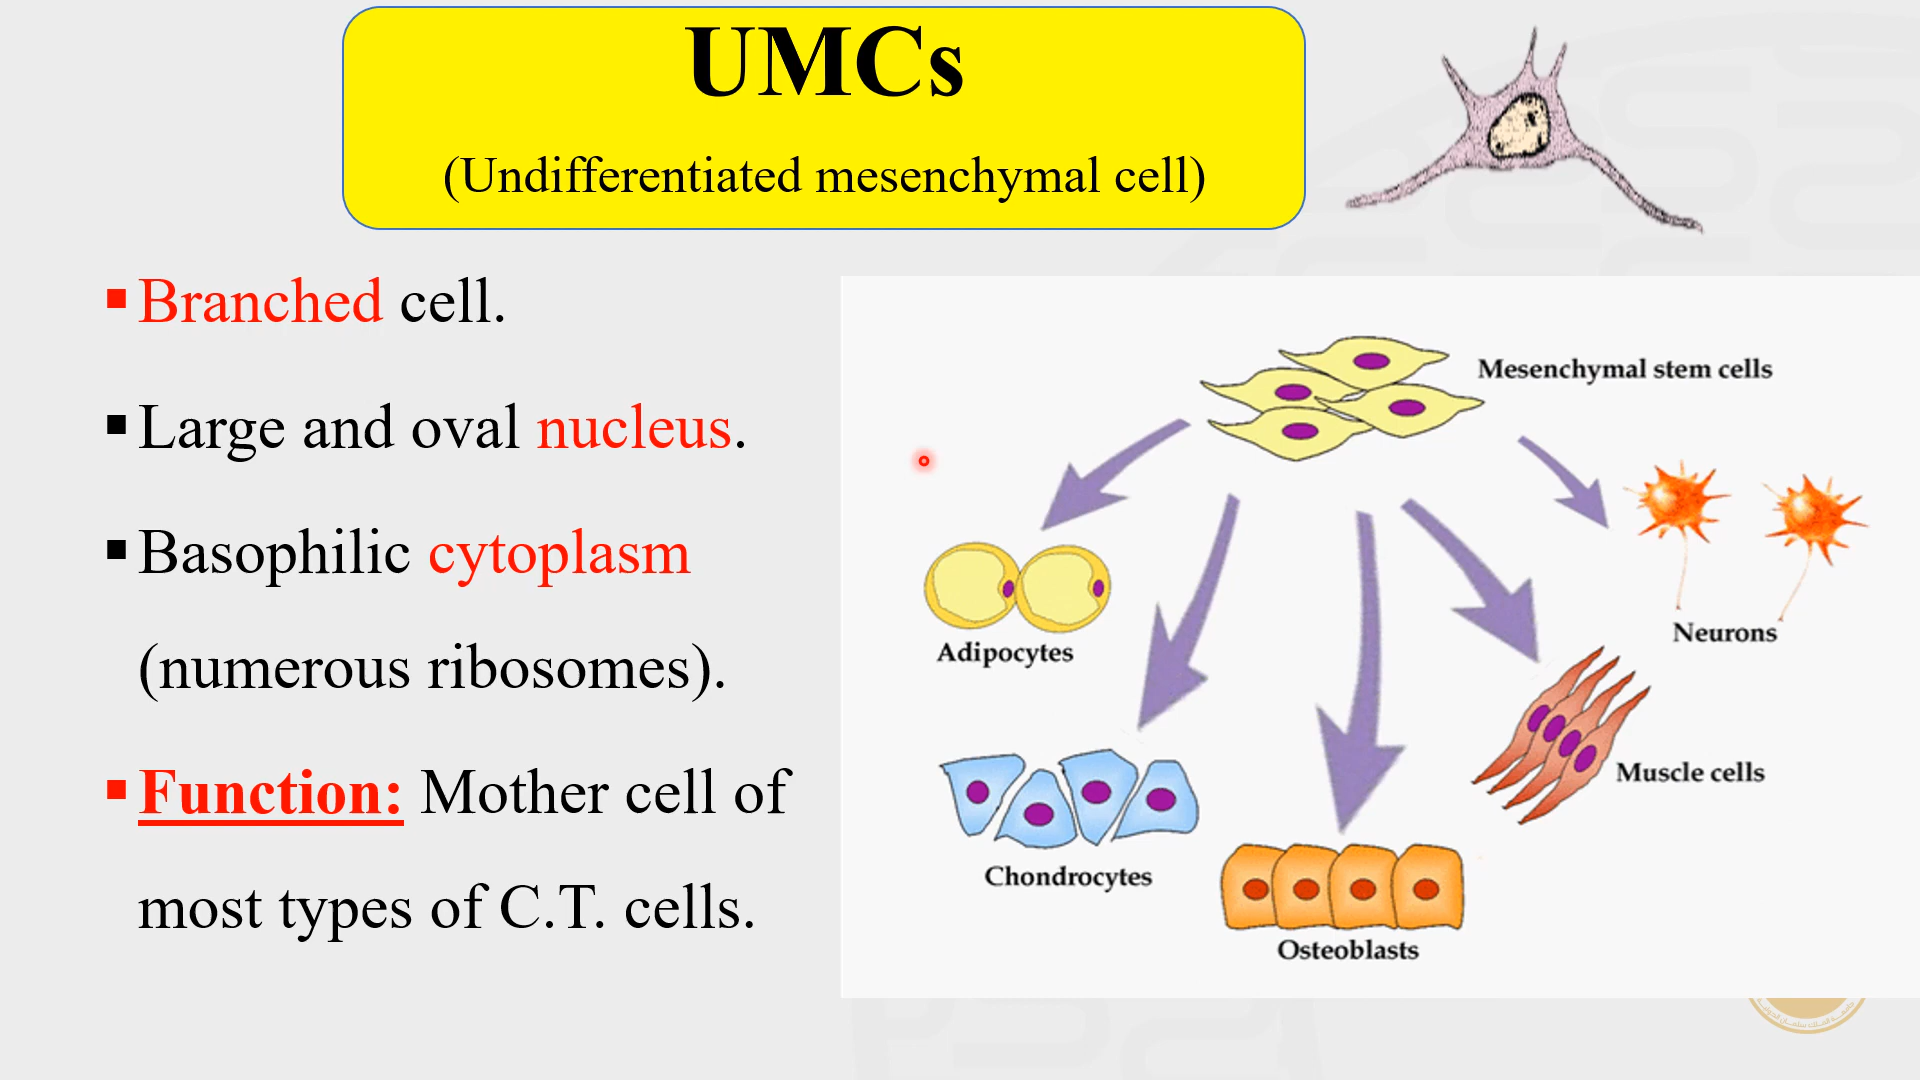 UMCs
(Undifferentiated mesenchymal cell)
Branched cell.
Large and oval nucleus.
Basophilic cytoplasm
(numerous ribosomes).
Function: Mother cell of
most types of C.T. cells.
Mesenchymal stem cells
Adipocytes
Neurons
Muscle cells
Chondrocytes
Osteoblasts